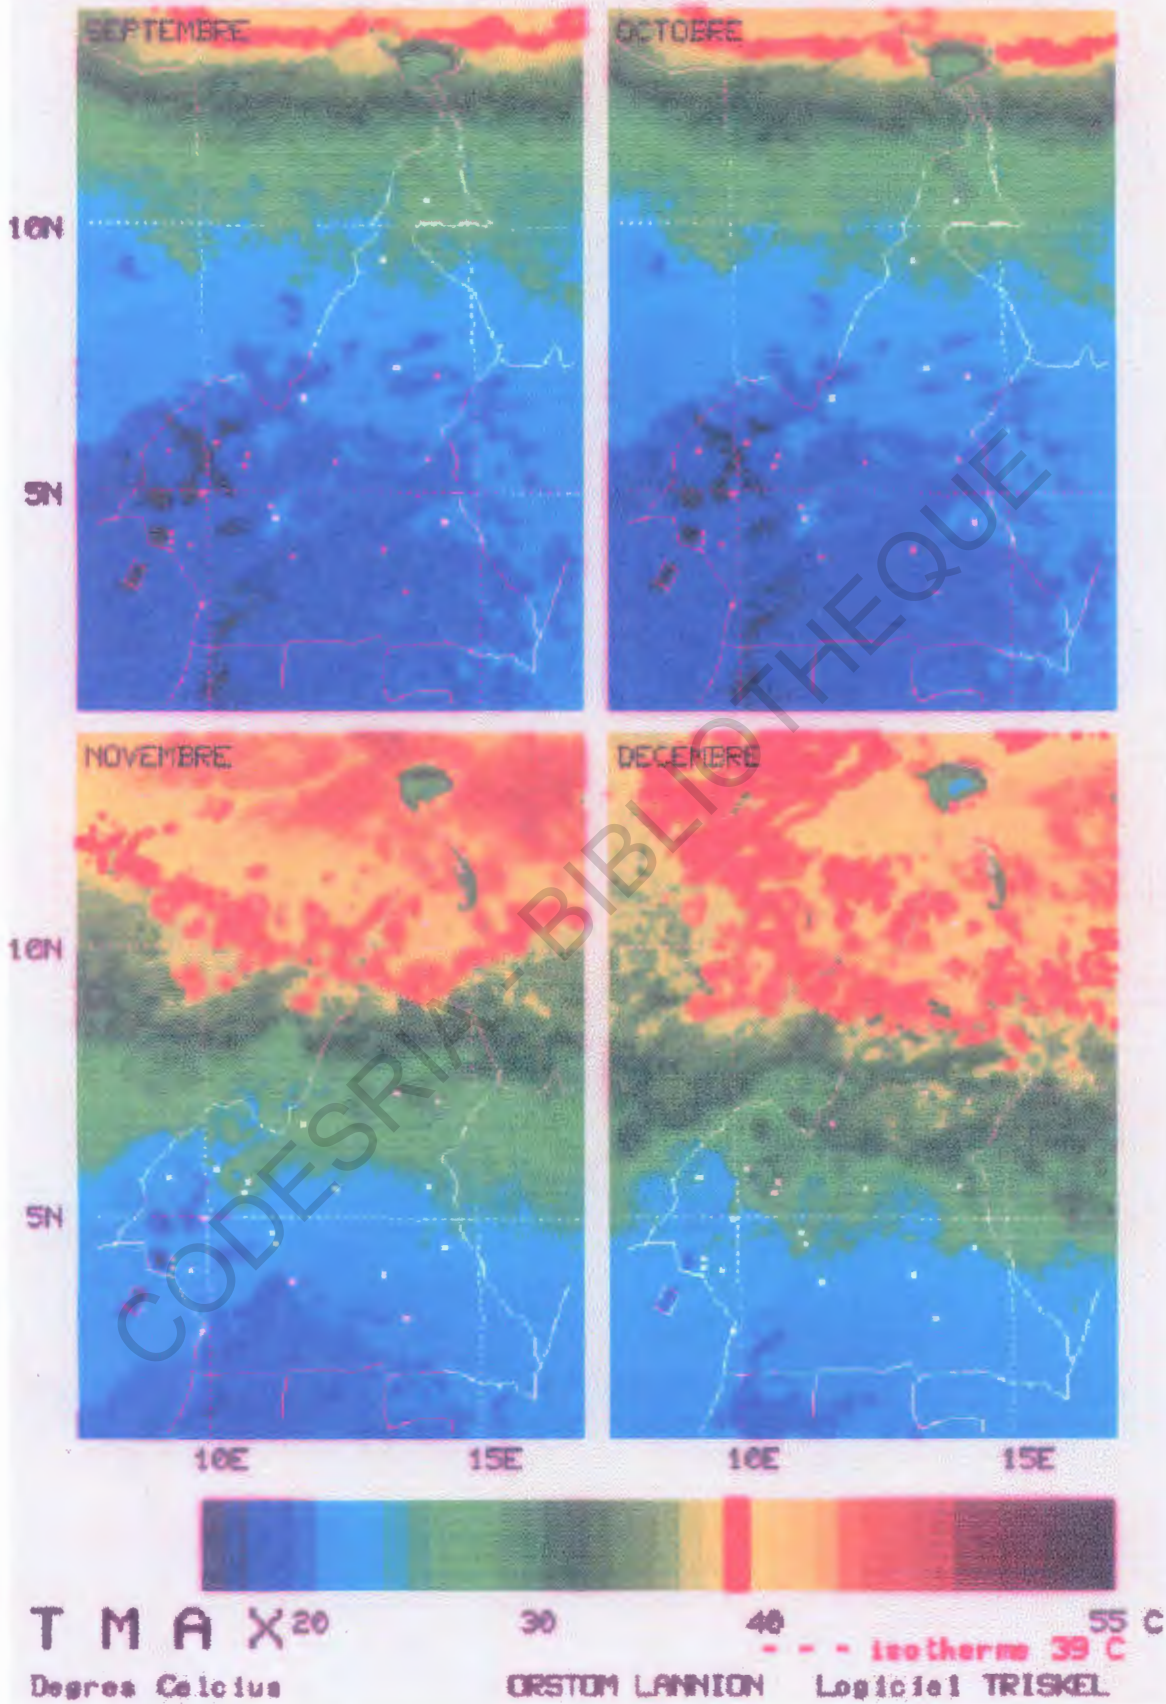 SEPTEMBRE
OCTOBRE
10N
5N
NOVEMBRE
DECEMBRE
10N
5N
10E 15E 10E 15E
T M A X 20 30 40 55 C
- - - isotherme 39 C
Degres Celcius ORSTOM LANNION Logiciel TRISKEL
CODESRIA - BIBLIOTHEQUE